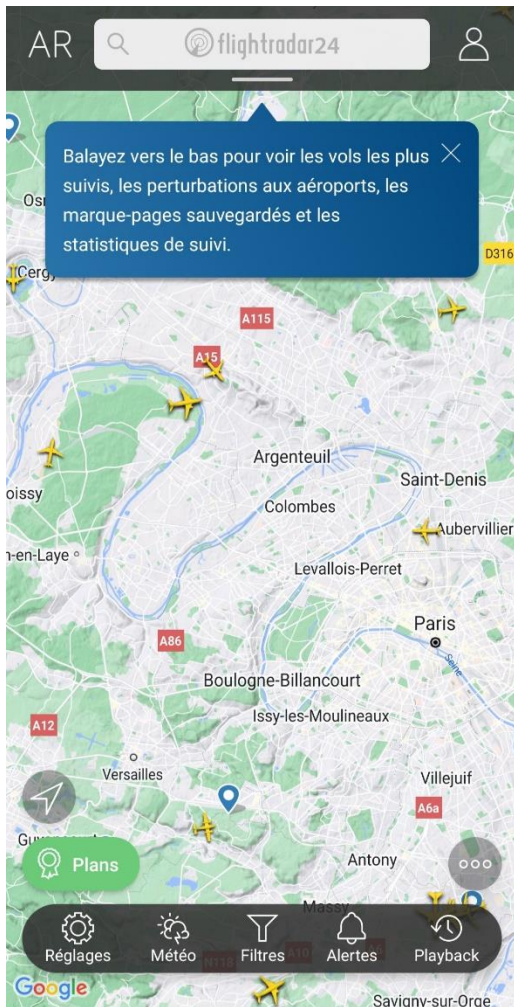 AR
flightradar24
Balayez vers le bas pour voir les vols les plus
suivis, les perturbations aux aéroports, les
marque-pages sauvegardés et les
statistiques de suivi.
D316
Cergy
A115
A15
Argenteuil
Saint-Denis
oissy
Colombes
Aubervillier
n-en-Laye
Levallois-Perret
Paris
A86
Seine
Boulogne-Billancourt
Issy-les-Moulineaux
A12
Versailles
Villejuif
A6a
Plans
Antony
Massy
Réglages
Météo
Filtres
Alertes
Playback
N118
A10
Google
Savigny-sur-Orge